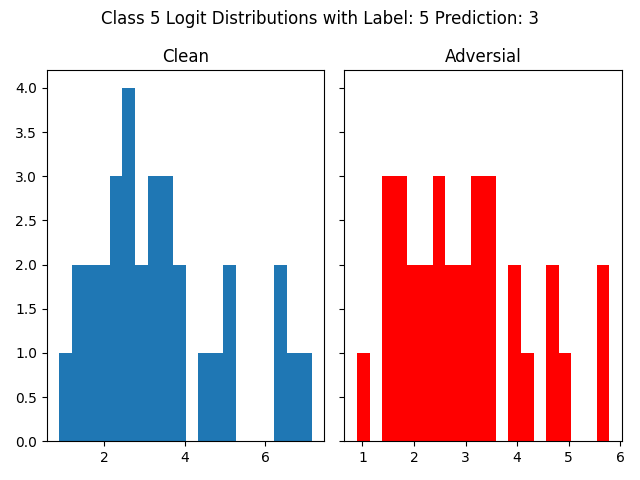 Class 5 Logit Distributions with Label: 5 Prediction: 3
Clean
Adversial
4.0
3.5
3.0
2.5
2.0
1.5
1.0
0.5
0.0
2 4 6
1 2 3 4 5 6